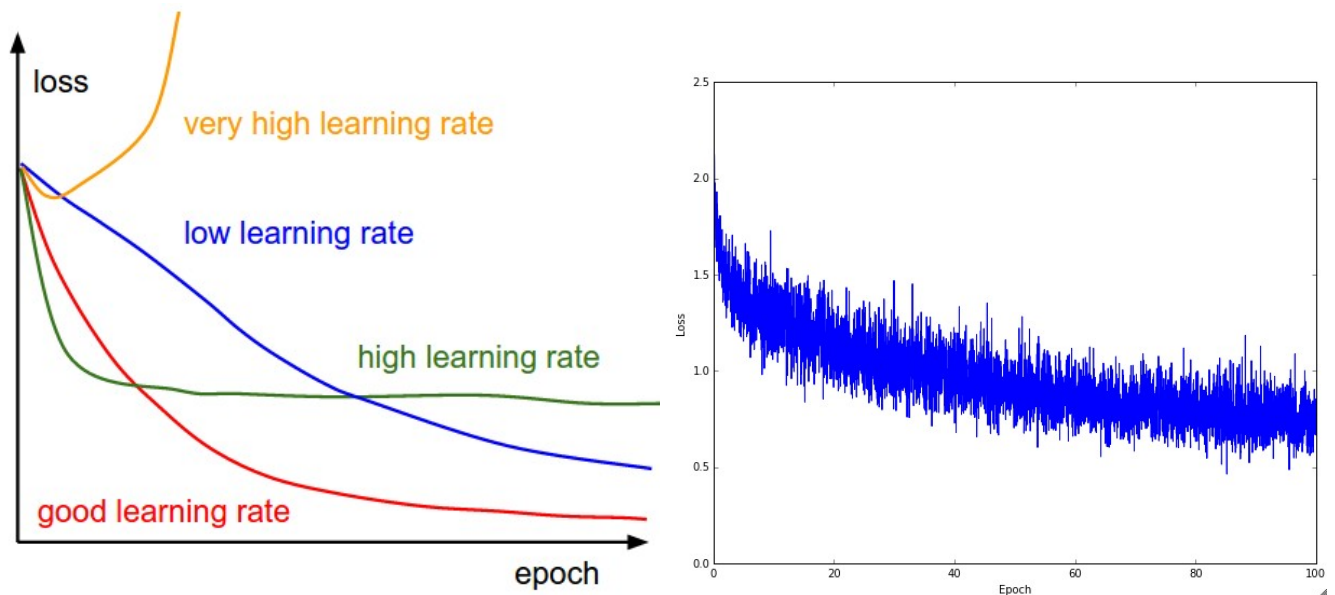 loss
very high learning rate
low learning rate
high learning rate
good learning rate
epoch
2.5
2.0
1.5
1.0
0.5
0.0
Loss
0 20 40 60 80 100
Epoch